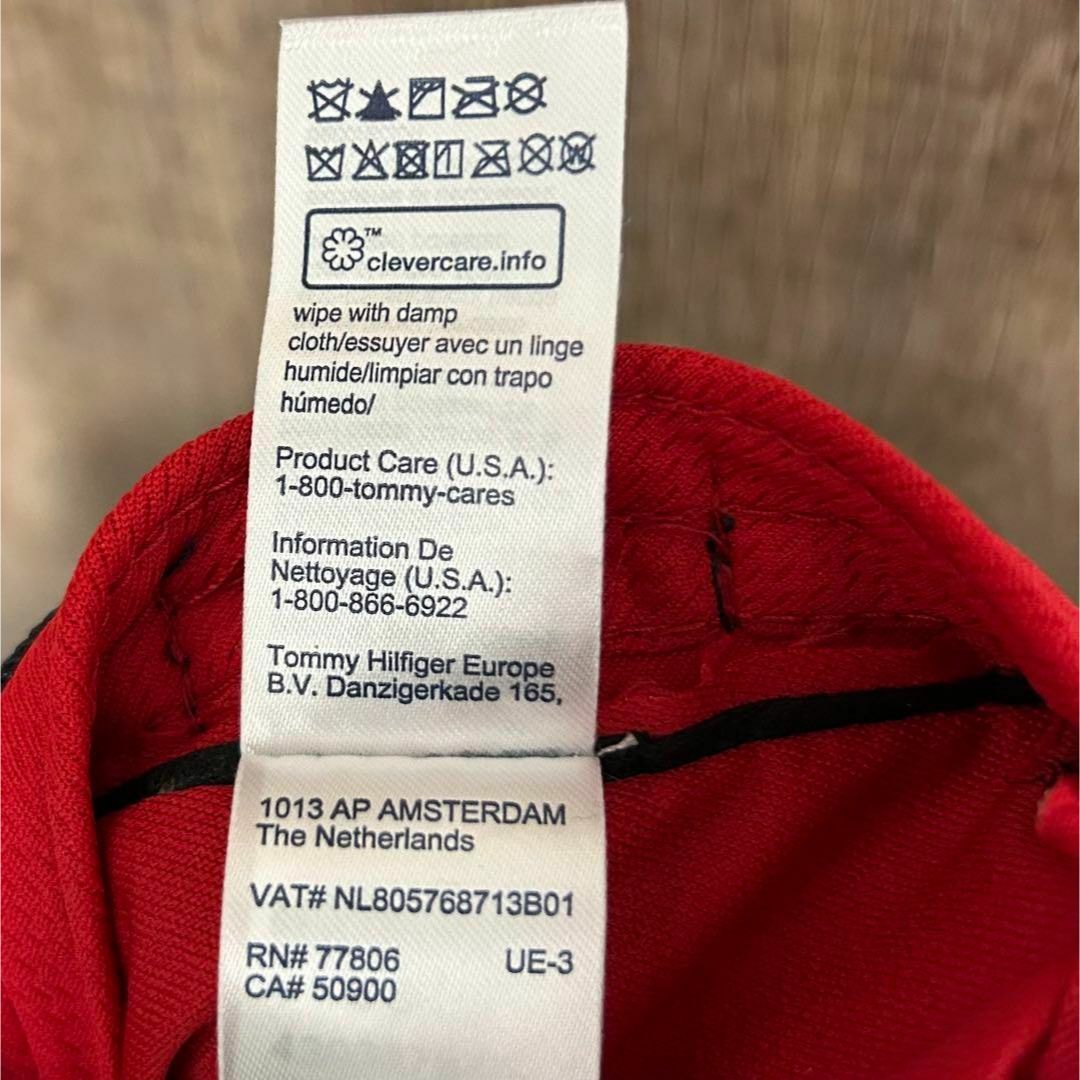 ™
clevercare.info
wipe with damp
cloth/essuyer avec un linge
humide/limpiar con trapo
húmedo/
Product Care (U.S.A.):
1-800-tommy-cares
Information De
Nettoyage (U.S.A.):
1-800-866-6922
Tommy Hilfiger Europe
B.V. Danzigerkade 165,
1013 AP AMSTERDAM
The Netherlands
VAT# NL805768713B01
RN# 77806 UE-3
CA# 50900